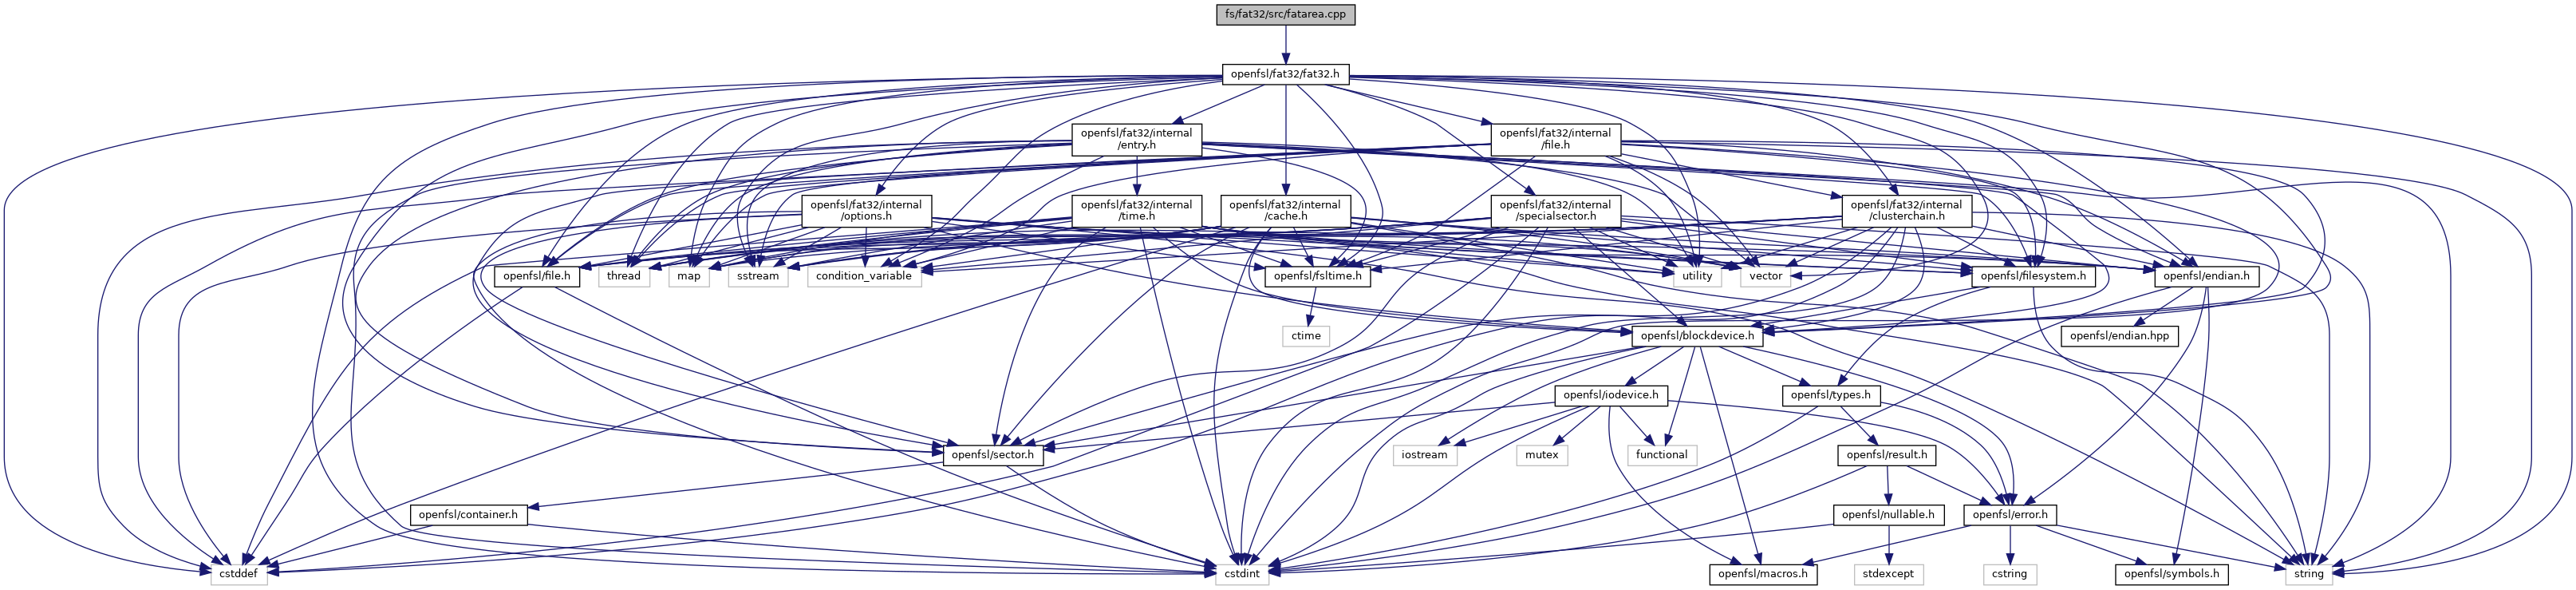 fs/fat32/src/fatarea.cpp
openfsl/fat32/fat32.h
openfsl/fat32/internal
/entry.h
openfsl/fat32/internal
/file.h
openfsl/fat32/internal
/options.h
openfsl/fat32/internal
/time.h
openfsl/fat32/internal
/cache.h
openfsl/fat32/internal
/specialsector.h
openfsl/fat32/internal
/clusterchain.h
openfsl/file.h
thread
map
sstream
condition_variable
openfsl/fsltime.h
utility
vector
openfsl/filesystem.h
openfsl/endian.h
ctime
openfsl/blockdevice.h
openfsl/endian.hpp
openfsl/iodevice.h
openfsl/types.h
openfsl/sector.h
iostream
mutex
functional
openfsl/result.h
openfsl/container.h
openfsl/nullable.h
openfsl/error.h
cstddef
cstdint
openfsl/macros.h
stdexcept
cstring
openfsl/symbols.h
string